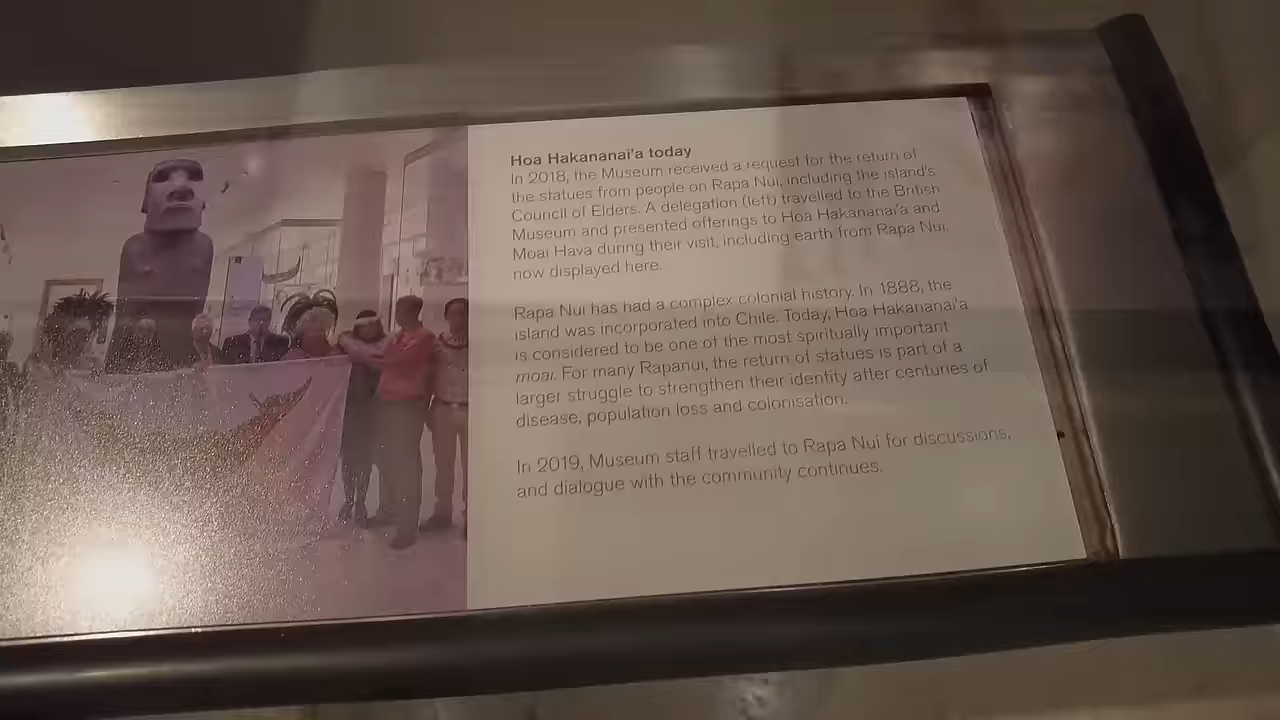 Hoa Hakananai'a today
In 2018, the Museum received a request for the return of
the statues from people on Rapa Nui, including the island's
Council of Elders. A delegation (left) travelled to the British
Museum and presented offerings to Hoa Hakananai'a and
Moai Hava during their visit, including earth from Rapa Nui,
now displayed here.
Rapa Nui has had a complex colonial history. In 1888, the
island was incorporated into Chile. Today, Hoa Hakananai'a
is considered to be one of the most spiritually important
moai. For many Rapanui, the return of statues is part of a
larger struggle to strengthen their identity after centuries of
disease, population loss and colonisation.
In 2019, Museum staff travelled to Rapa Nui for discussions,
and dialogue with the community continues.